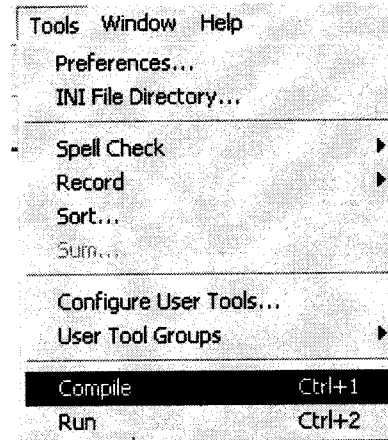 Tools Window Help
Preferences...
INI File Directory...
Spell Check
Record
Sort...
Sum...
Configure User Tools...
User Tool Groups
Compile Ctrl+1
Run Ctrl+2